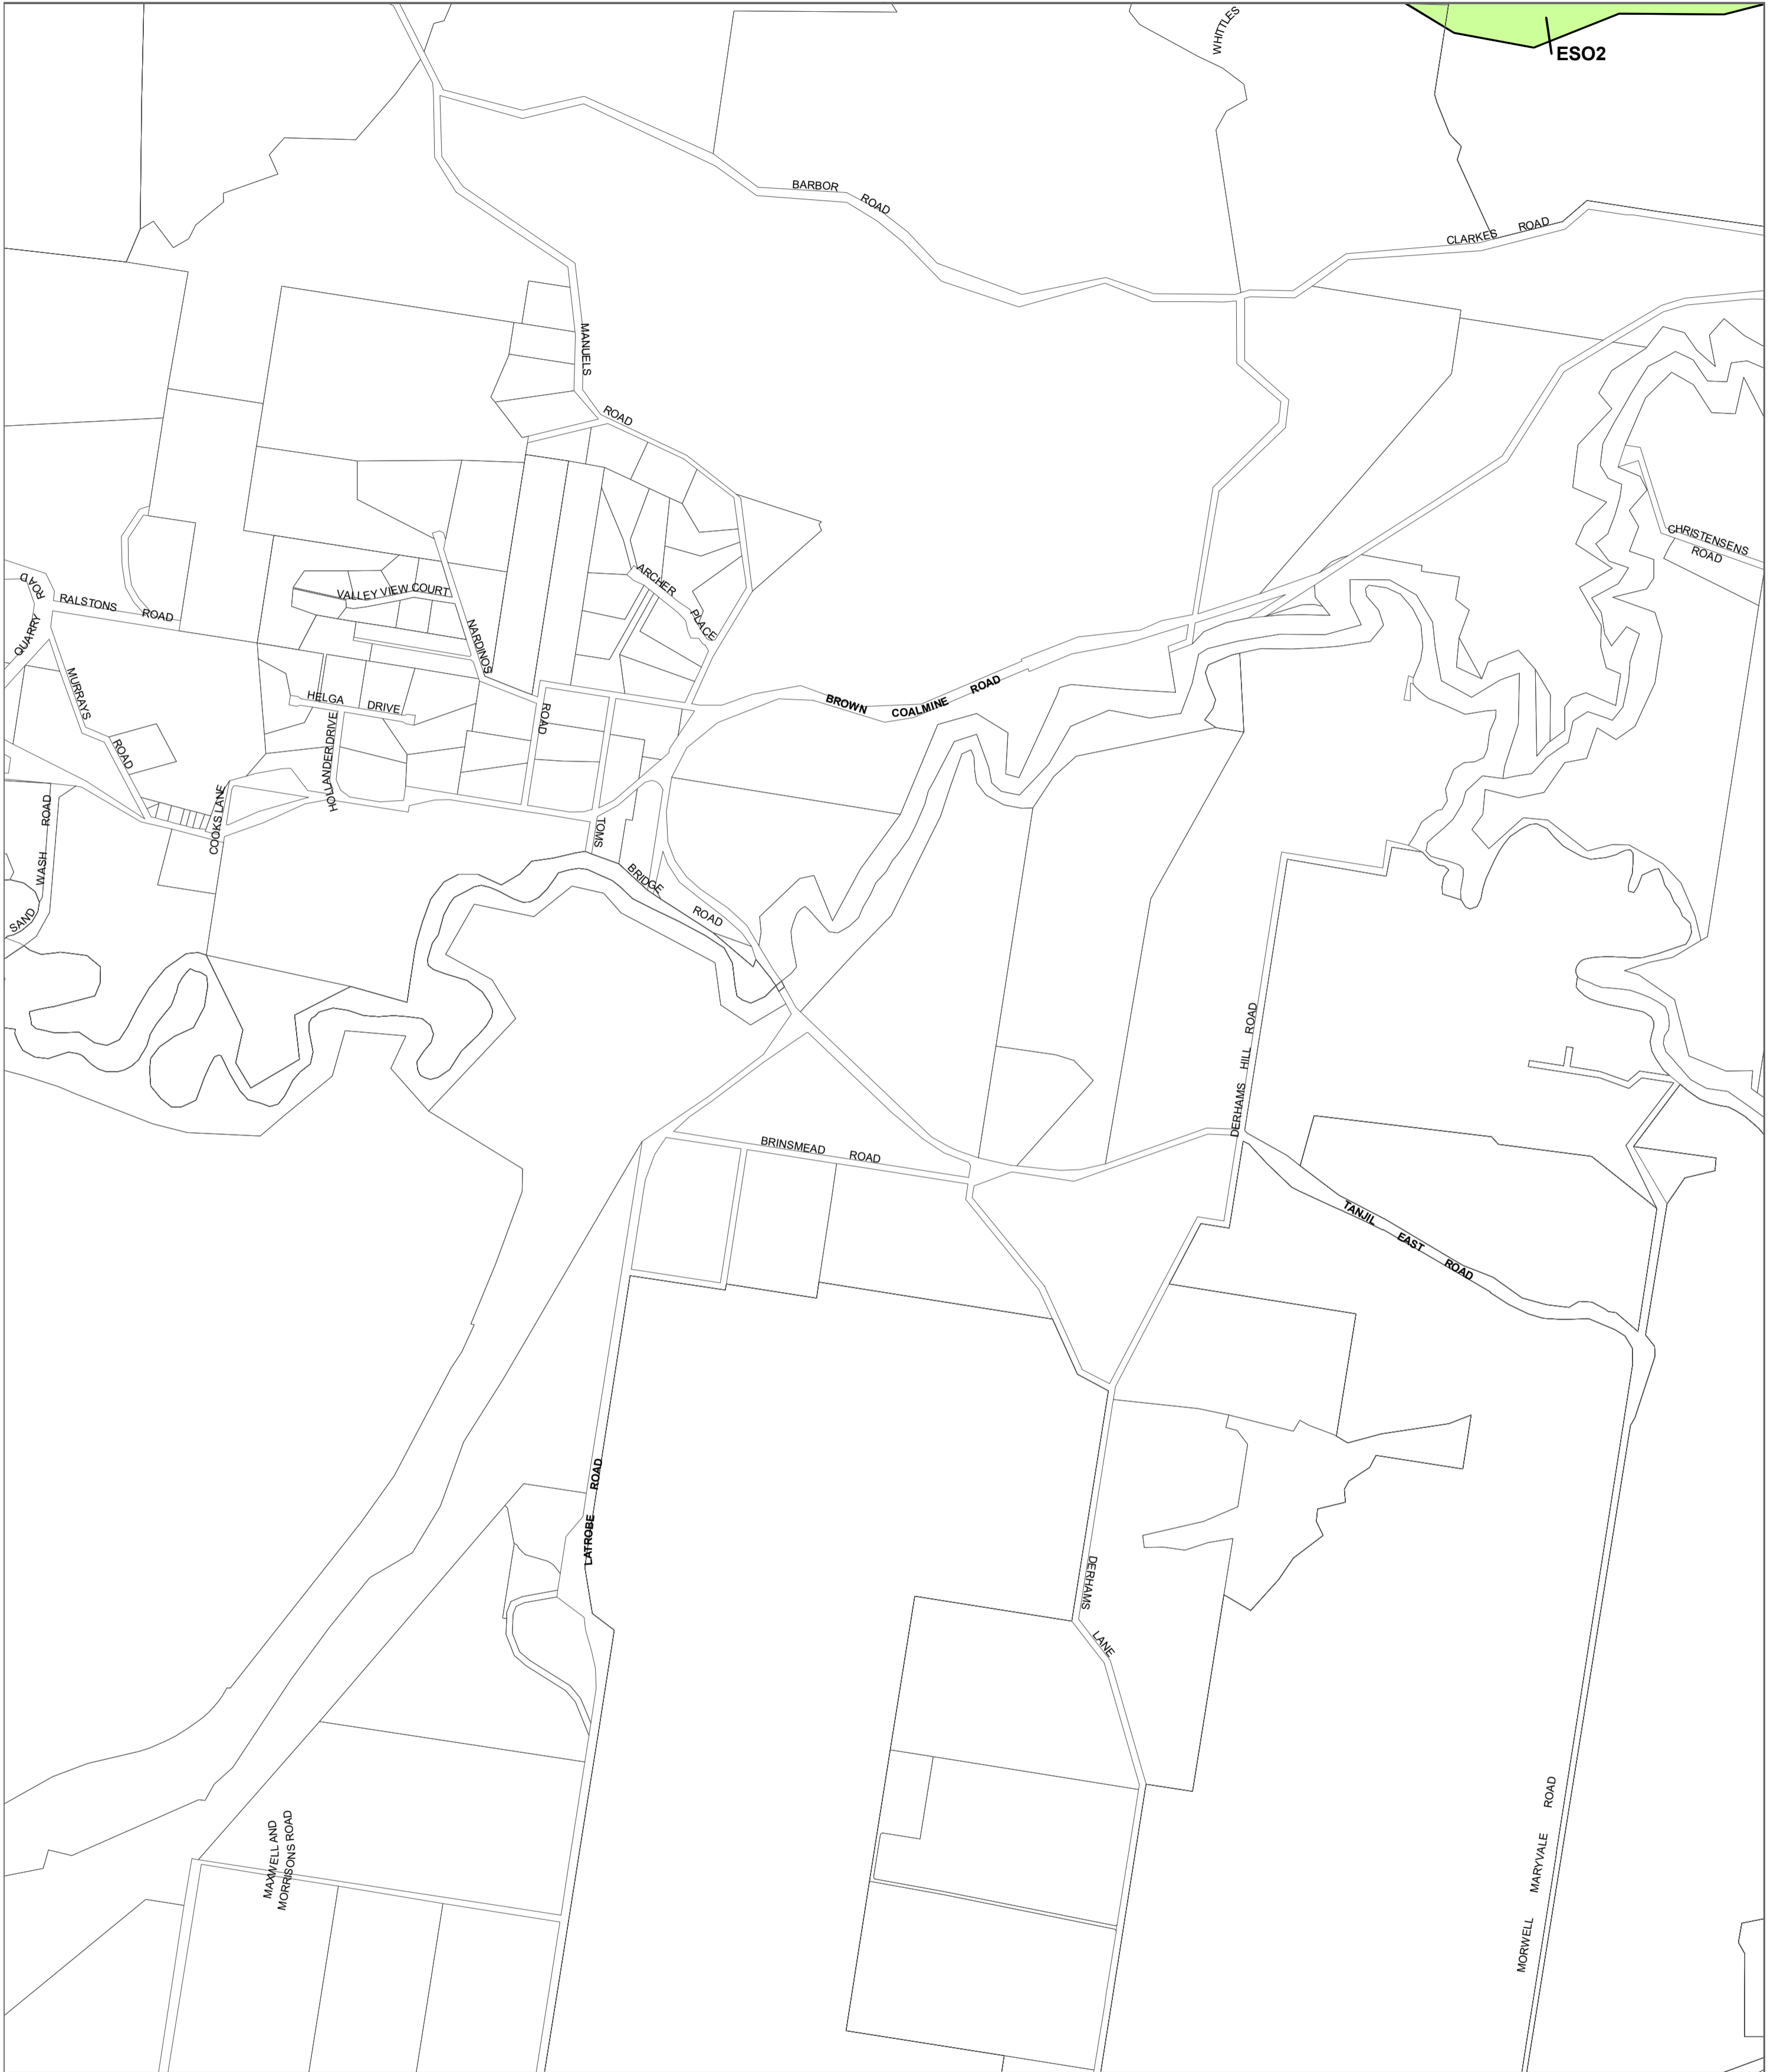 WHITTLES
ESO2
BARBOR ROAD
CLARKES ROAD
MANUELS
ROAD
CHRISTENSENS
ROAD
QUARRY ROAD
RALSTONS ROAD
VALLEY VIEW COURT
ARCHER
PLACE
NARDINOS
ROAD
MURRAYS
ROAD
HELGA DRIVE
HOLLANDER DRIVE
BROWN COALMINE ROAD
COOKS LANE
SAND WASH ROAD
TOMS
BRIDGE
ROAD
DERHAMS HILL ROAD
BRINSMEAD ROAD
TANJIL EAST ROAD
LATROBE ROAD
DERHAMS
LANE
MAXWELL AND
MORRISONS ROAD
MORWELL MARYVALE ROAD